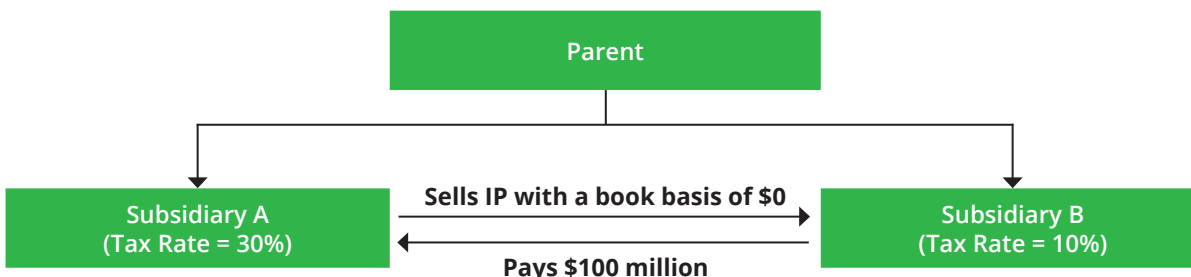 Parent
Subsidiary A
(Tax Rate = 30%)
Sells IP with a book basis of $0
Pays $100 million
Subsidiary B
(Tax Rate = 10%)